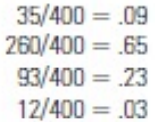 35/400 = .09
260/400 = .65
93/400 = .23
12/400 = .03